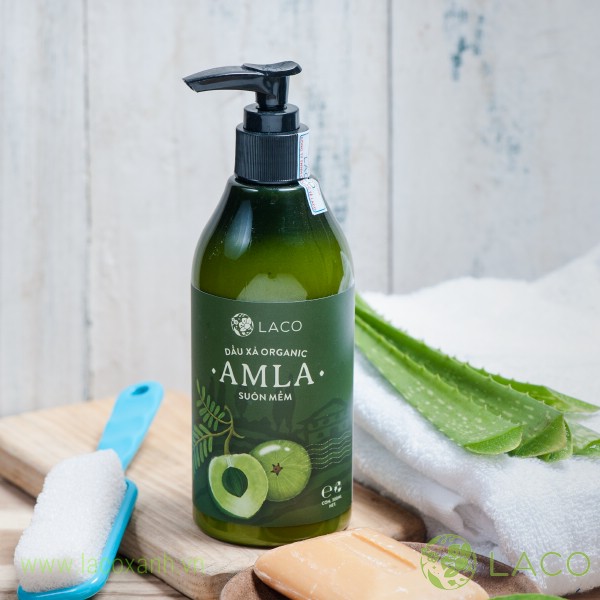 LACO
DẦU XẢ ORGANIC
·AMLA·
SUÔN MỀM
www.lacoxanh.vn
LACO